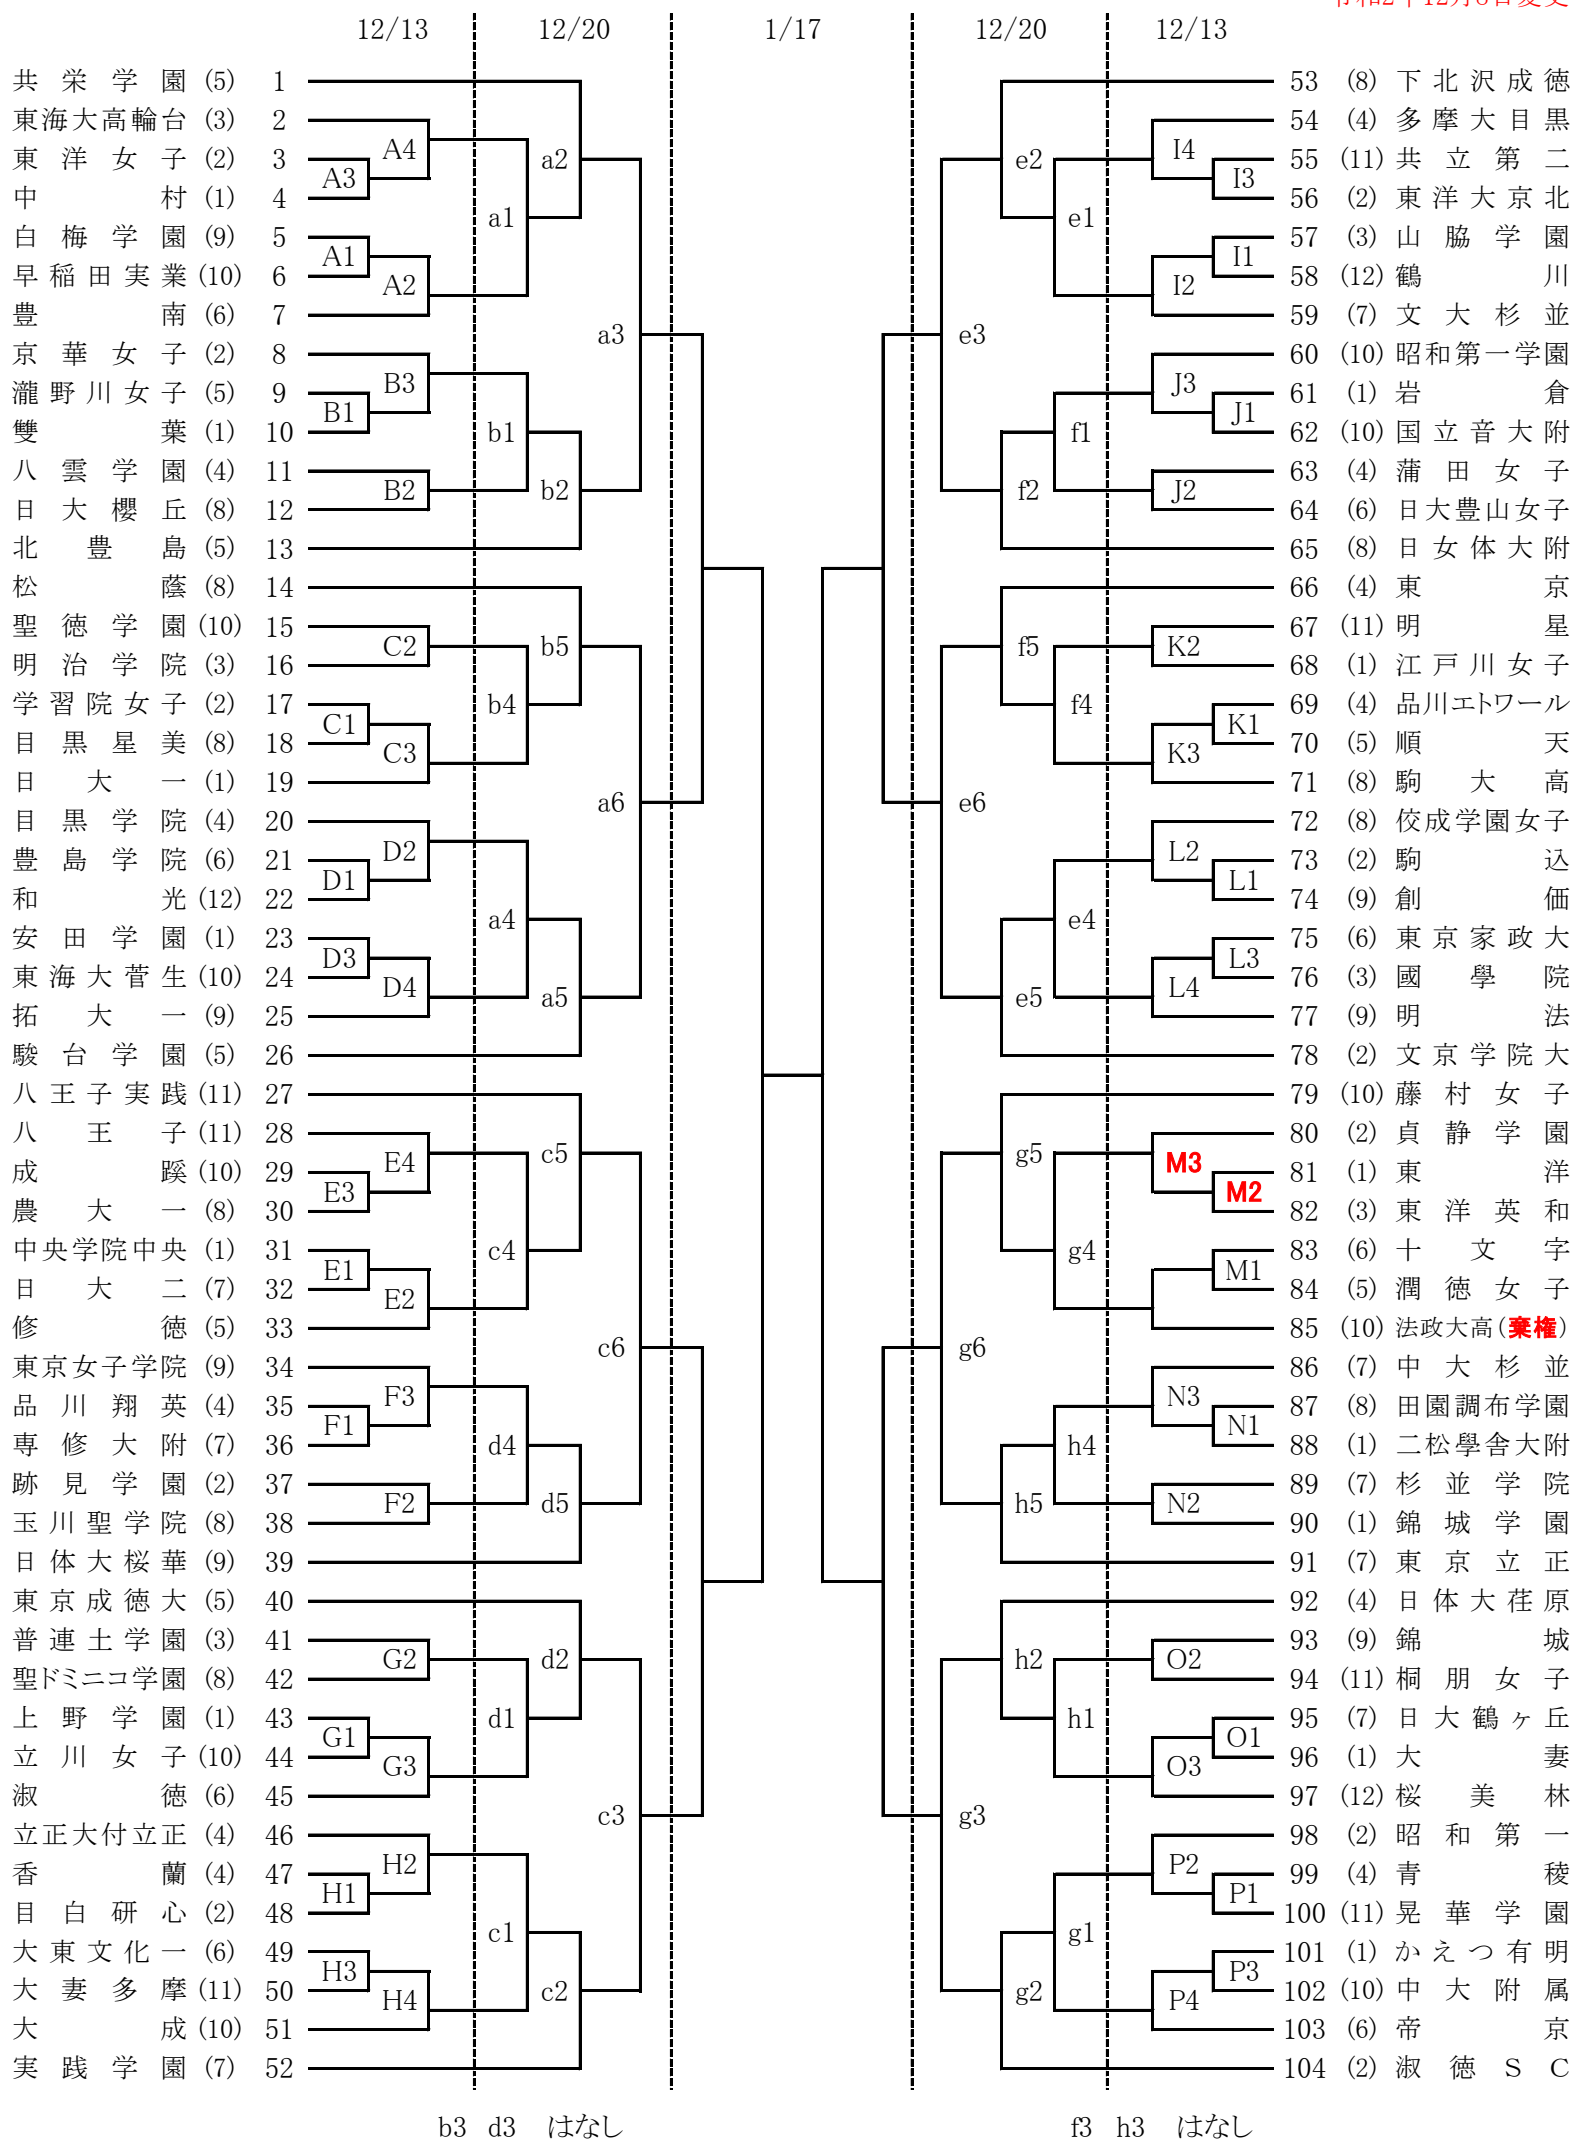 令和2年12月8日変更
12/13 12/20 1/17 12/20 12/13
共栄学園 (5) 1 53 (8) 下北沢成徳
東海大高輪台 (3) 2 54 (4) 多摩大目黒
A4 a2 e2 I4
東洋女子 (2) 3 55 (11) 共立第二
A3 I3
中村 (1) 4 56 (2) 東洋大京北
a1 e1
白梅学園 (9) 5 57 (3) 山脇学園
A1 I1
早稲田実業 (10) 6 58 (12) 鶴川
A2 I2
豊南 (6) 7 59 (7) 文大杉並
a3 e3
京華女子 (2) 8 60 (10) 昭和第一学園
B3 J3
瀧野川女子 (5) 9 61 (1) 岩倉
B1 J1
雙葉 (1) 10 62 (10) 国立音大附
b1 f1
八雲学園 (4) 11 63 (4) 蒲田女子
B2 b2 f2 J2
日大櫻丘 (8) 12 64 (6) 日大豊山女子
北豊島 (5) 13 65 (8) 日女体大附
松蔭 (8) 14 66 (4) 東京
聖徳学園 (10) 15 67 (11) 明星
C2 b5 f5 K2
明治学院 (3) 16 68 (1) 江戸川女子
学習院女子 (2) 17 69 (4) 品川エトワール
b4 f4
C1 K1
目黒星美 (8) 18 70 (5) 順天
C3 K3
日大一 (1) 19 71 (8) 駒大高
a6 e6
目黒学院 (4) 20 72 (8) 佼成学園女子
D2 L2
豊島学院 (6) 21 73 (2) 駒込
D1 L1
和光 (12) 22 74 (9) 創価
a4 e4
安田学園 (1) 23 75 (6) 東京家政大
D3 L3
東海大菅生 (10) 24 76 (3) 國學院
D4 a5 e5 L4
拓大一 (9) 25 77 (9) 明法
駿台学園 (5) 26 78 (2) 文京学院大
八王子実践 (11) 27 79 (10) 藤村女子
八王子 (11) 28 80 (2) 貞静学園
E4 c5 g5 M3
成蹊 (10) 29 81 (1) 東洋
E3 M2
農大一 (8) 30 82 (3) 東洋英和
中央学院中央 (1) 31 83 (6) 十文字
c4 g4
E1 M1
日大二 (7) 32 84 (5) 潤徳女子
E2
修徳 (5) 33 85 (10) 法政大高(棄権)
c6 g6
東京女子学院 (9) 34 86 (7) 中大杉並
F3 N3
品川翔英 (4) 35 87 (8) 田園調布学園
F1 N1
専修大附 (7) 36 88 (1) 二松學舎大附
d4 h4
跡見学園 (2) 37 89 (7) 杉並学院
F2 d5 h5 N2
玉川聖学院 (8) 38 90 (1) 錦城学園
日体大桜華 (9) 39 91 (7) 東京立正
東京成徳大 (5) 40 92 (4) 日体大荏原
普連土学園 (3) 41 93 (9) 錦城
G2 d2 h2 O2
聖ドミニコ学園 (8) 42 94 (11) 桐朋女子
上野学園 (1) 43 95 (7) 日大鶴ヶ丘
d1 h1
G1 O1
立川女子 (10) 44 96 (1) 大妻
G3 O3
淑徳 (6) 45 97 (12) 桜美林
c3 g3
立正大付立正 (4) 46 98 (2) 昭和第一
H2 P2
香蘭 (4) 47 99 (4) 青稜
H1 P1
目白研心 (2) 48 100 (11) 晃華学園
c1 g1
大東文化一 (6) 49 101 (1) かえつ有明
H3 P3
大妻多摩 (11) 50 102 (10) 中大附属
H4 c2 g2 P4
大成 (10) 51 103 (6) 帝京
実践学園 (7) 52 104 (2) 淑徳SC
b3 d3 はなし f3 h3 はなし